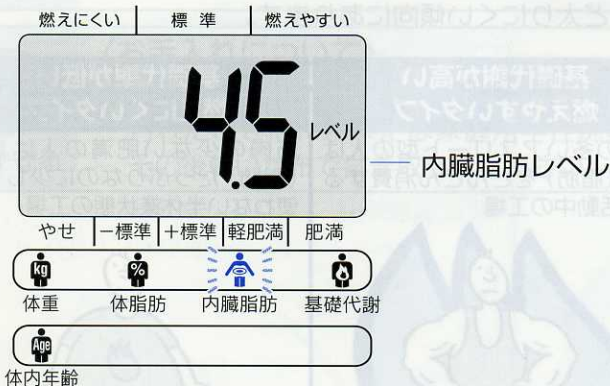 燃えにくい 標準 燃えやすい
4.5 レベル
内臓脂肪レベル
やせ －標準 ＋標準 軽肥満 肥満
kg %
体重 体脂肪 内臓脂肪 基礎代謝
Age
体内年齢